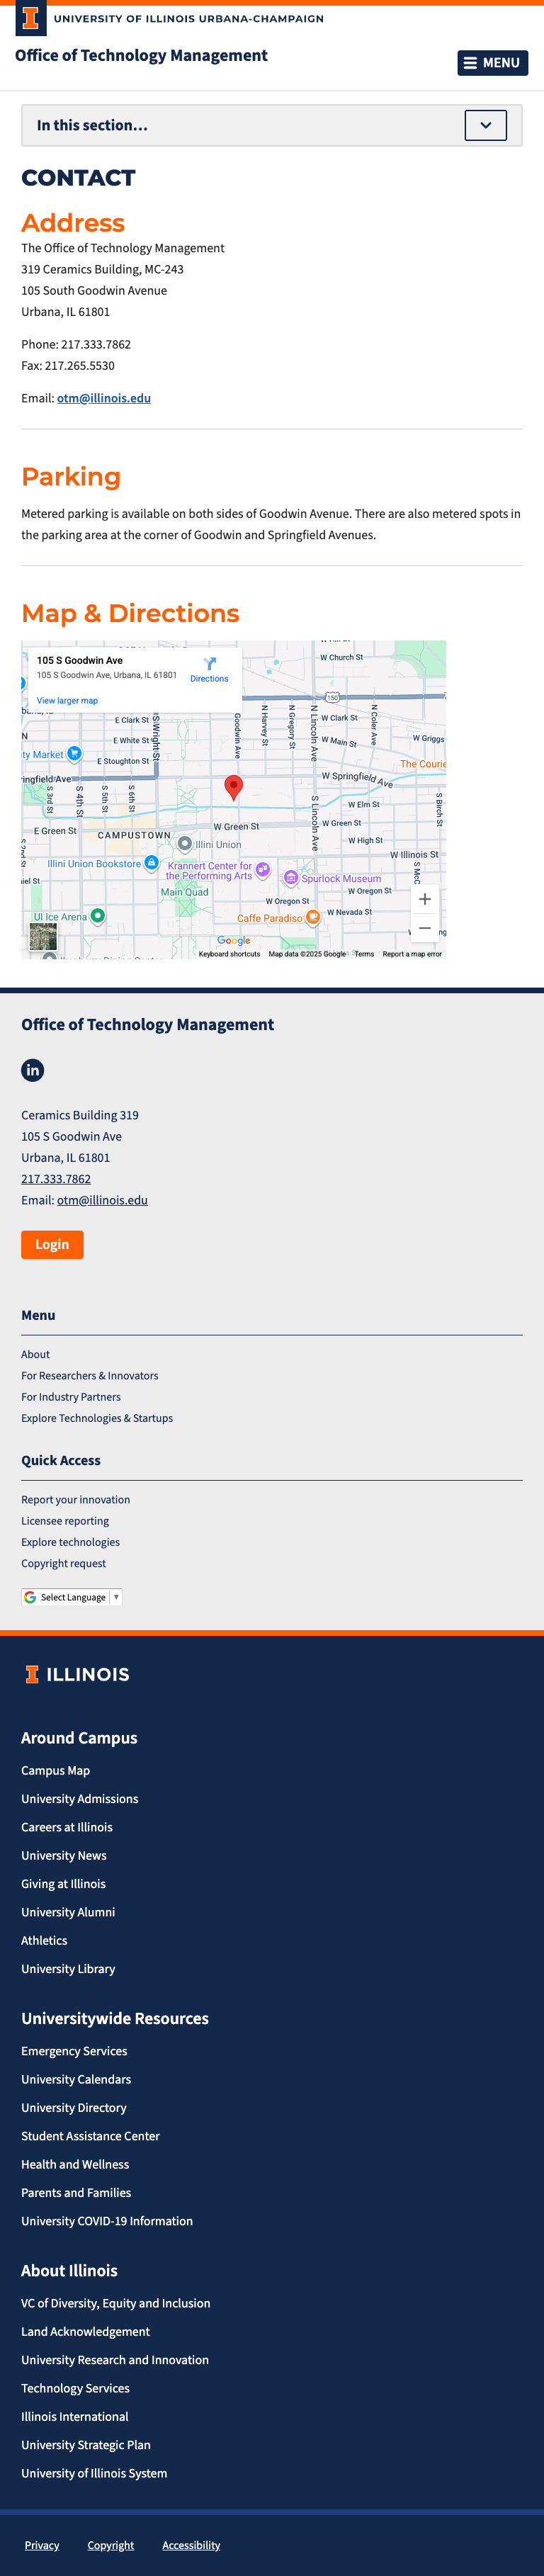 UNIVERSITY OF ILLINOIS URBANA-CHAMPAIGN
Office of Technology Management
MENU
In this section...
CONTACT
Address
The Office of Technology Management
319 Ceramics Building, MC-243
105 South Goodwin Avenue
Urbana, IL 61801
Phone: 217.333.7862
Fax: 217.265.5530
Email: otm@illinois.edu
Parking
Metered parking is available on both sides of Goodwin Avenue. There are also metered spots in
the parking area at the corner of Goodwin and Springfield Avenues.
Map & Directions
105 S Goodwin Ave
105 S Goodwin Ave, Urbana, IL 61801
Directions
View larger map
W Church St
150
E Clark St
W Clark St
E White St
W Main St
W Griggs
ty Market
E Stoughton St
The Courie
ingfield Ave
W Springfield Ave
S Wright St
Goodwin Ave
N Harvey St
N Gregory St
N Lincoln Ave
N Coler Ave
S 3rd St
S 4th St
S 5th St
S 6th St
S Lincoln Ave
S Birch St
W Elm St
E Green St
CAMPUSTOWN
W Green St
W Green St
Illini Union
W High St
Illini Union Bookstore
Krannert Center for
the Performing Arts
W Illinois St
Spurlock Museum
Main Quad
W Oregon St
W Oregon St
UI Ice Arena
Caffe Paradiso
W Nevada St
Google
Keyboard shortcuts
Map data ©2025 Google
Terms
Report a map error
Office of Technology Management
in
Ceramics Building 319
105 S Goodwin Ave
Urbana, IL 61801
217.333.7862
Email: otm@illinois.edu
Login
Menu
About
For Researchers & Innovators
For Industry Partners
Explore Technologies & Startups
Quick Access
Report your innovation
Licensee reporting
Explore technologies
Copyright request
Select Language
ILLINOIS
Around Campus
Campus Map
University Admissions
Careers at Illinois
University News
Giving at Illinois
University Alumni
Athletics
University Library
Universitywide Resources
Emergency Services
University Calendars
University Directory
Student Assistance Center
Health and Wellness
Parents and Families
University COVID-19 Information
About Illinois
VC of Diversity, Equity and Inclusion
Land Acknowledgement
University Research and Innovation
Technology Services
Illinois International
University Strategic Plan
University of Illinois System
Privacy
Copyright
Accessibility